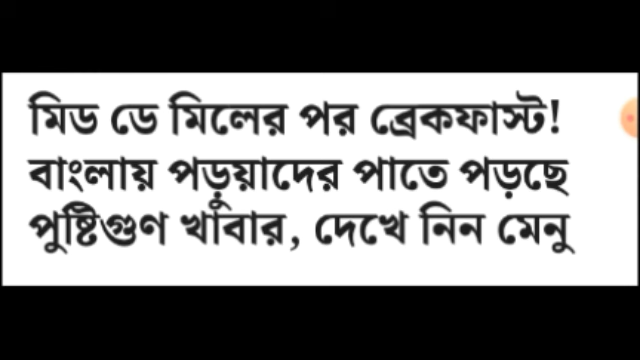 মিড ডে মিলের পর ব্রেকফাস্ট!
বাংলায় পড়ুয়াদের পাতে পড়ছে
পুষ্টিগুণ খাবার, দেখে নিন মেনু